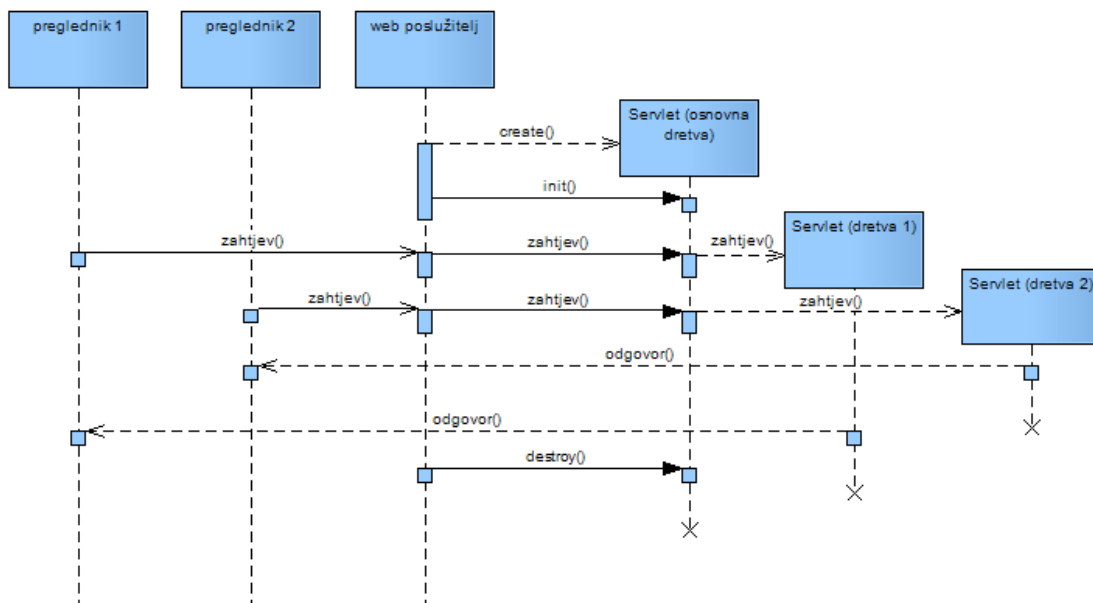 preglednik 1
preglednik 2
web poslužitelj
Servlet (osnovna
dretva)
create()
init()
Servlet (dretva 1)
zahtjev()
zahtjev()
zahtjev()
Servlet (dretva 2)
zahtjev()
zahtjev()
zahtjev()
odgovor()
odgovor()
destroy()